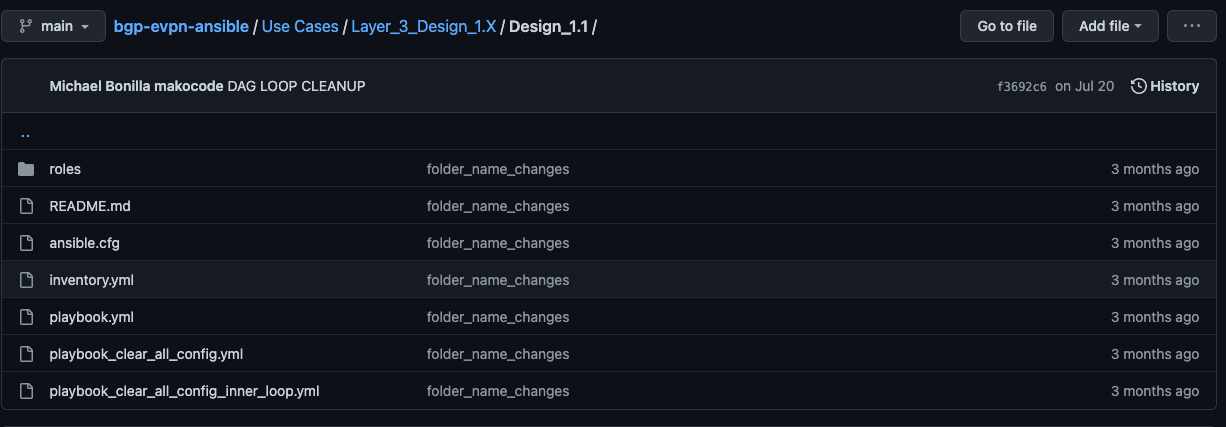 main bgp-evpn-ansible / Use Cases / Layer_3_Design_1.X / Design_1.1 / Go to file Add file ...
Michael Bonilla makocode DAG LOOP CLEANUP f3692c6 on Jul 20 History
..
roles folder_name_changes 3 months ago
README.md folder_name_changes 3 months ago
ansible.cfg folder_name_changes 3 months ago
inventory.yml folder_name_changes 3 months ago
playbook.yml folder_name_changes 3 months ago
playbook_clear_all_config.yml folder_name_changes 3 months ago
playbook_clear_all_config_inner_loop.yml folder_name_changes 3 months ago